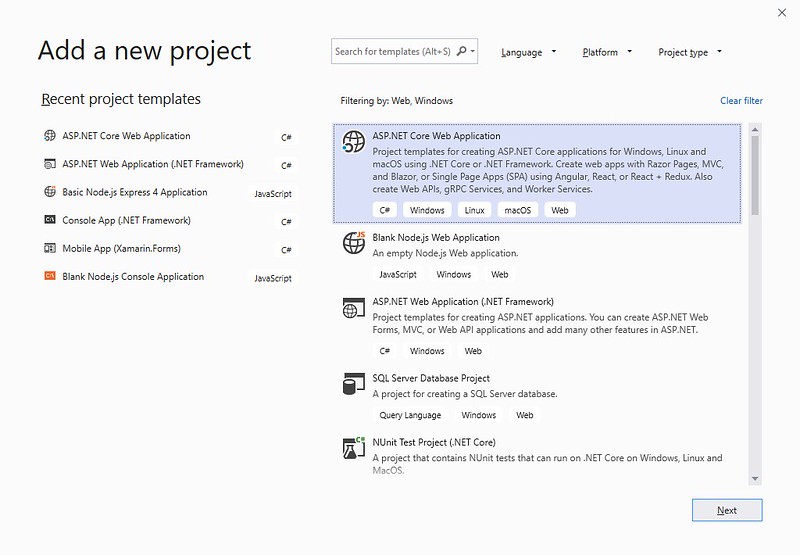 Add a new project
Search for templates (Alt+S)
Language
Platform
Project type
Recent project templates
ASP.NET Core Web Application C#
ASP.NET Web Application (.NET Framework) C#
Basic Node.js Express 4 Application JavaScript
Console App (.NET Framework) C#
Mobile App (Xamarin.Forms) C#
Blank Node.js Console Application JavaScript
Filtering by: Web, Windows
Clear filter
ASP.NET Core Web Application
Project templates for creating ASP.NET Core applications for Windows, Linux and
macOS using .NET Core or .NET Framework. Create web apps with Razor Pages, MVC,
and Blazor, or Single Page Apps (SPA) using Angular, React, or React + Redux. Also
create Web APIs, gRPC Services, and Worker Services.
C# Windows Linux macOS Web
JS
Blank Node.js Web Application
An empty Node.js Web application.
JavaScript Windows Web
ASP.NET Web Application (.NET Framework)
Project templates for creating ASP.NET applications. You can create ASP.NET Web
Forms, MVC, or Web API applications and add many other features in ASP.NET.
C# Windows Web
SQL Server Database Project
A project for creating a SQL Server database.
Query Language Windows Web
C#
NUnit Test Project (.NET Core)
A project that contains NUnit tests that can run on .NET Core on Windows, Linux and
MacOS.
Next